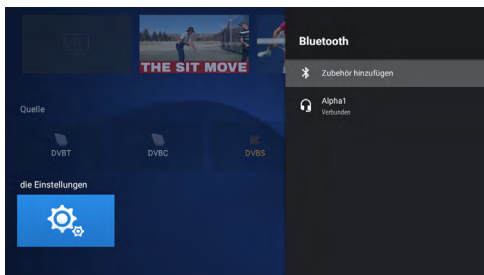 THE SIT MOVE
Quelle
DVBT
DVBC
DVBS
die Einstellungen
Bluetooth
Zubehör hinzufügen
Alpha1
Verbunden